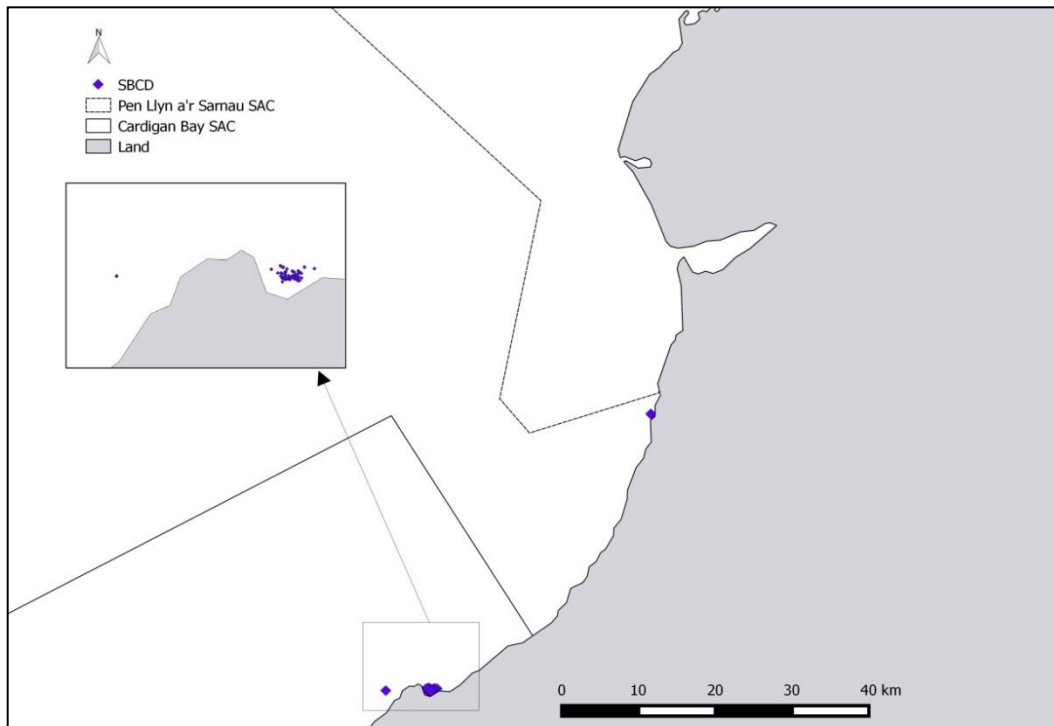 N
SBCD
Pen Llyn a'r Sarnau SAC
Cardigan Bay SAC
Land
0 10 20 30 40 km